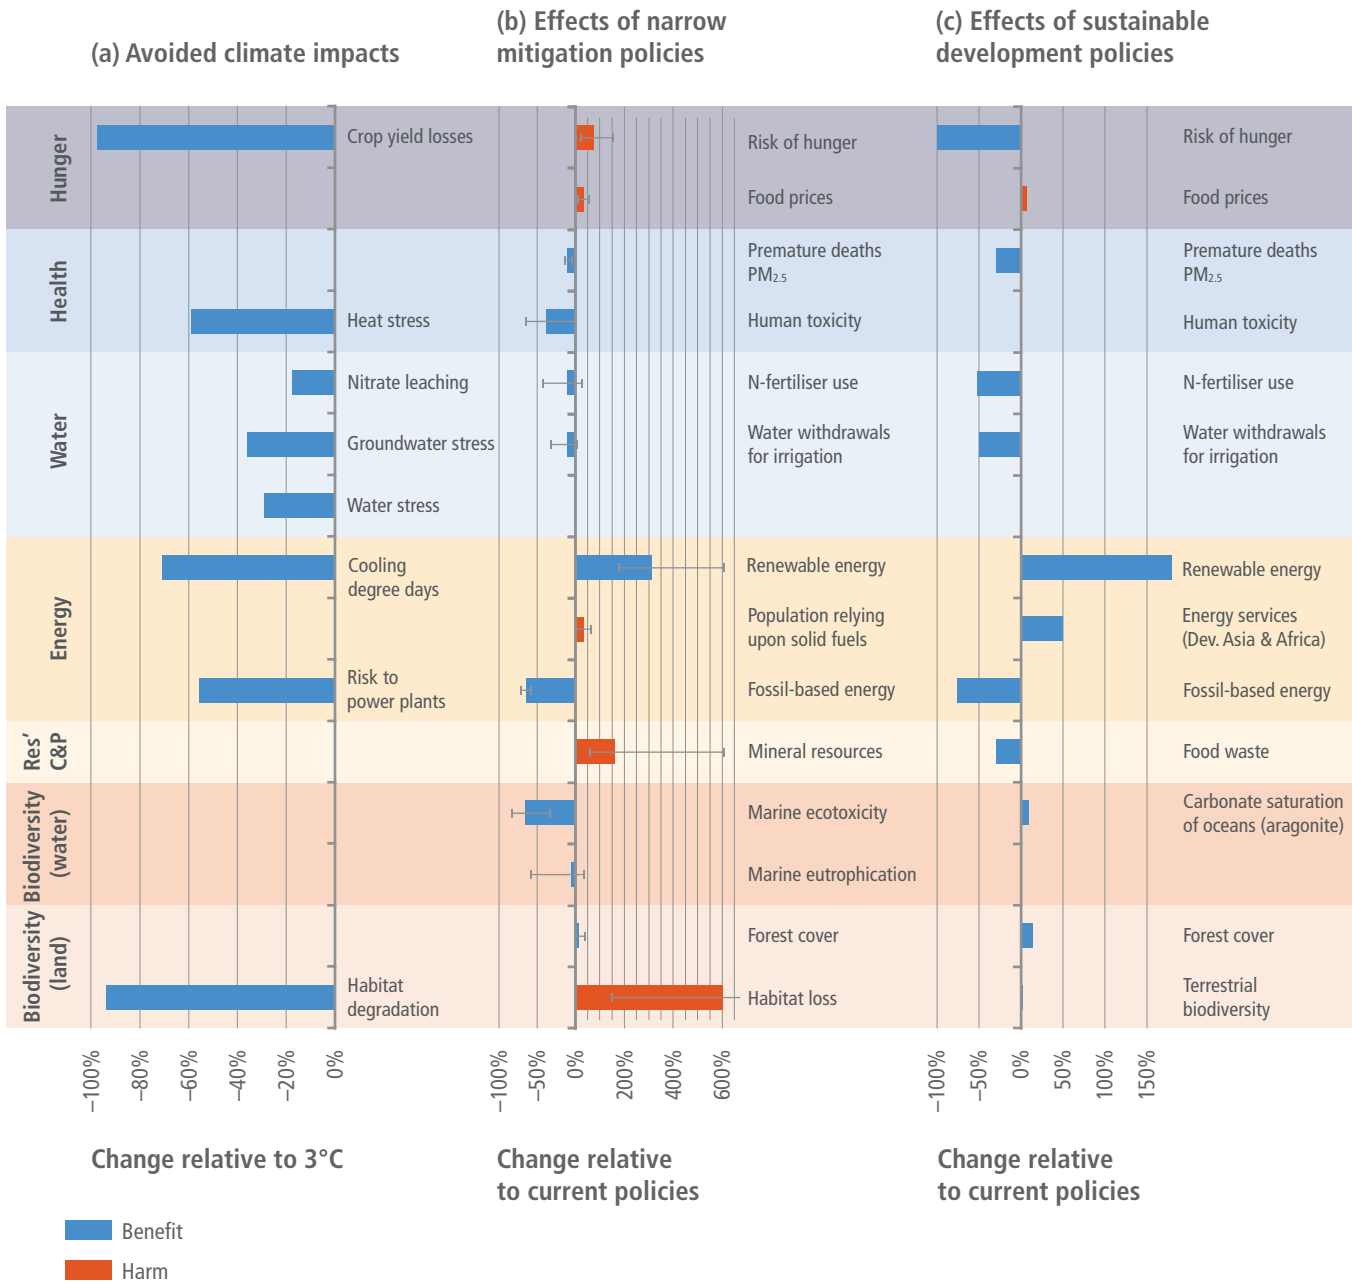 (a) Avoided climate impacts
(b) Effects of narrow
mitigation policies
(c) Effects of sustainable
development policies
Hunger
Crop yield losses
Risk of hunger
Risk of hunger
Food prices
Food prices
Health
Premature deaths
PM2.5
Premature deaths
PM2.5
Heat stress
Human toxicity
Human toxicity
Water
Nitrate leaching
N-fertiliser use
N-fertiliser use
Groundwater stress
Water withdrawals
for irrigation
Water withdrawals
for irrigation
Water stress
Energy
Cooling
degree days
Renewable energy
Renewable energy
Population relying
upon solid fuels
Energy services
(Dev. Asia & Africa)
Risk to
power plants
Fossil-based energy
Fossil-based energy
Res’
C&P
Mineral resources
Food waste
Biodiversity
(water)
Marine ecotoxicity
Carbonate saturation
of oceans (aragonite)
Marine eutrophication
Biodiversity
(land)
Forest cover
Forest cover
Habitat
degradation
Habitat loss
Terrestrial
biodiversity
−100%
−80%
−60%
−40%
−20%
0%
−100%
−50%
0%
200%
400%
600%
−100%
−50%
0%
50%
100%
150%
Change relative to 3°C
Change relative
to current policies
Change relative
to current policies
Benefit
Harm